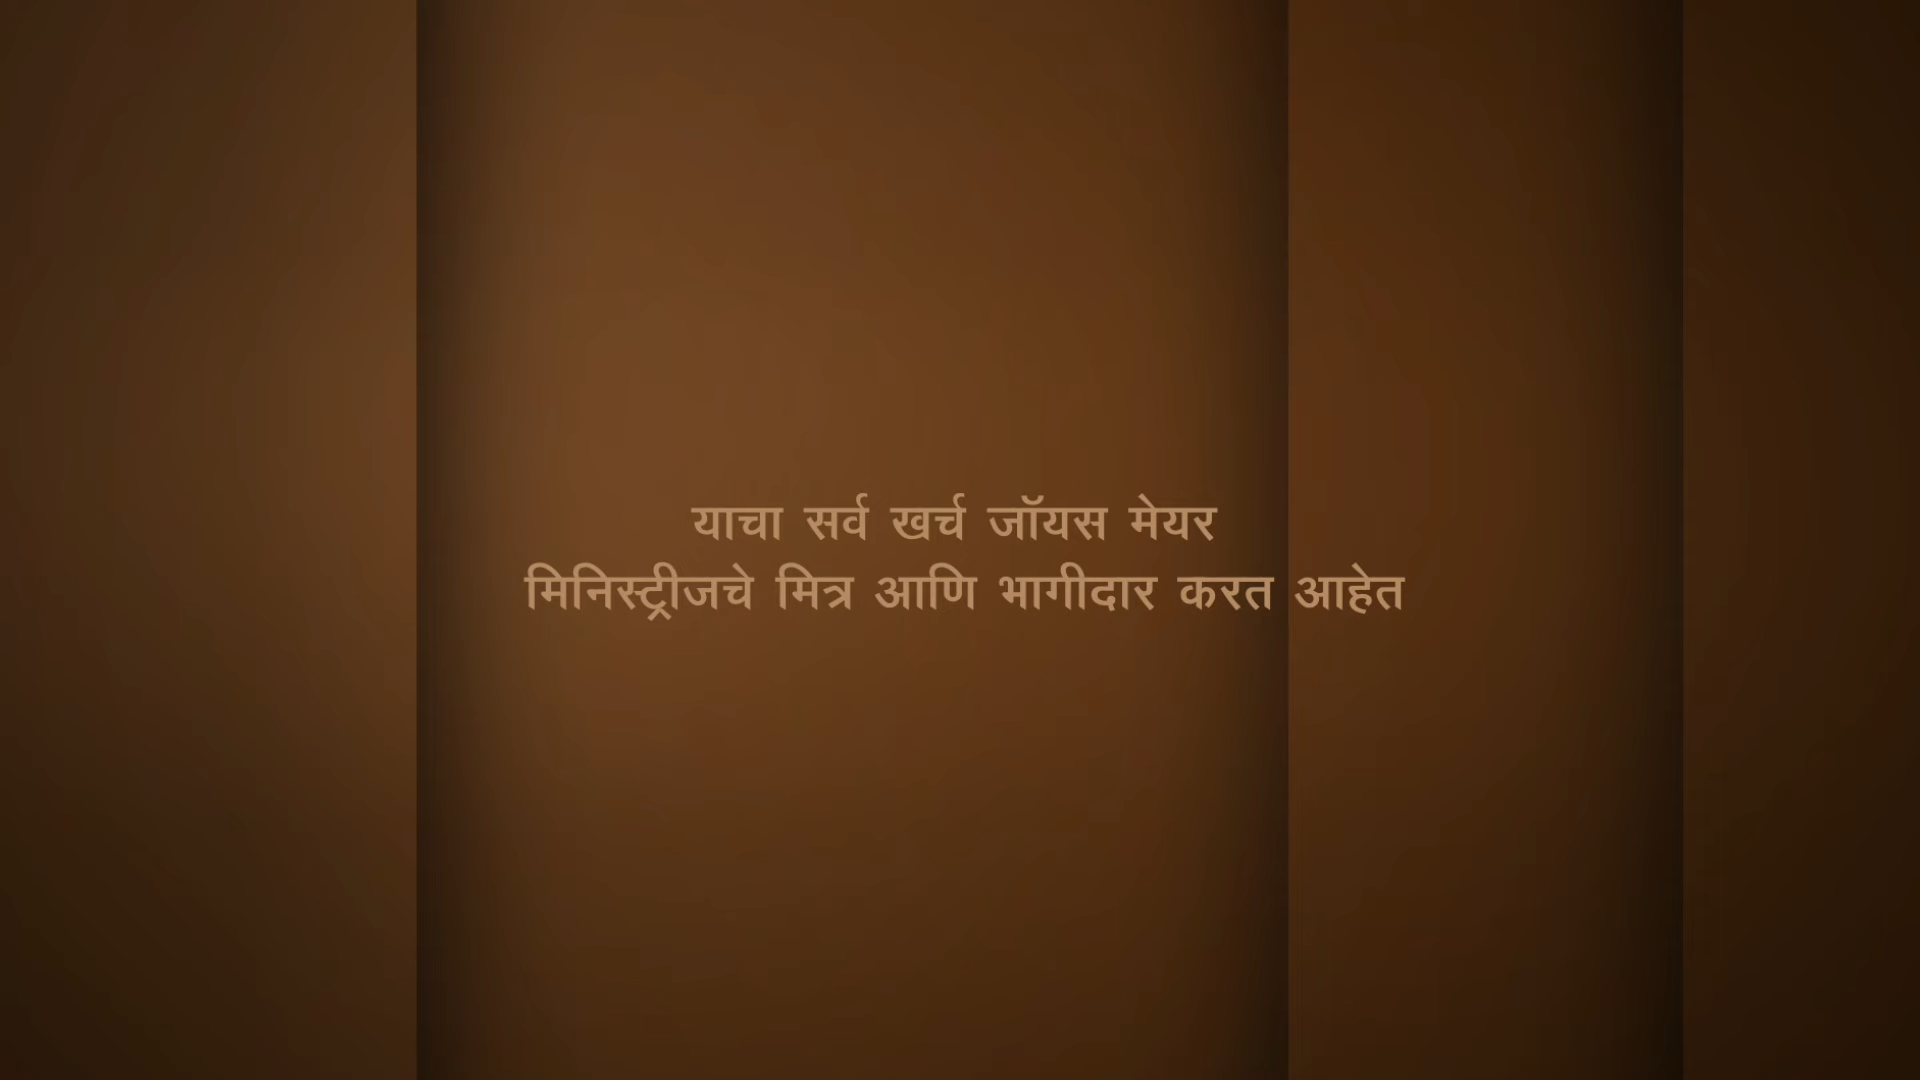 याचा सर्व खर्च जॉयस मेयर
मिनिस्ट्रीजचे मित्र आणि भागीदार करत आहेत